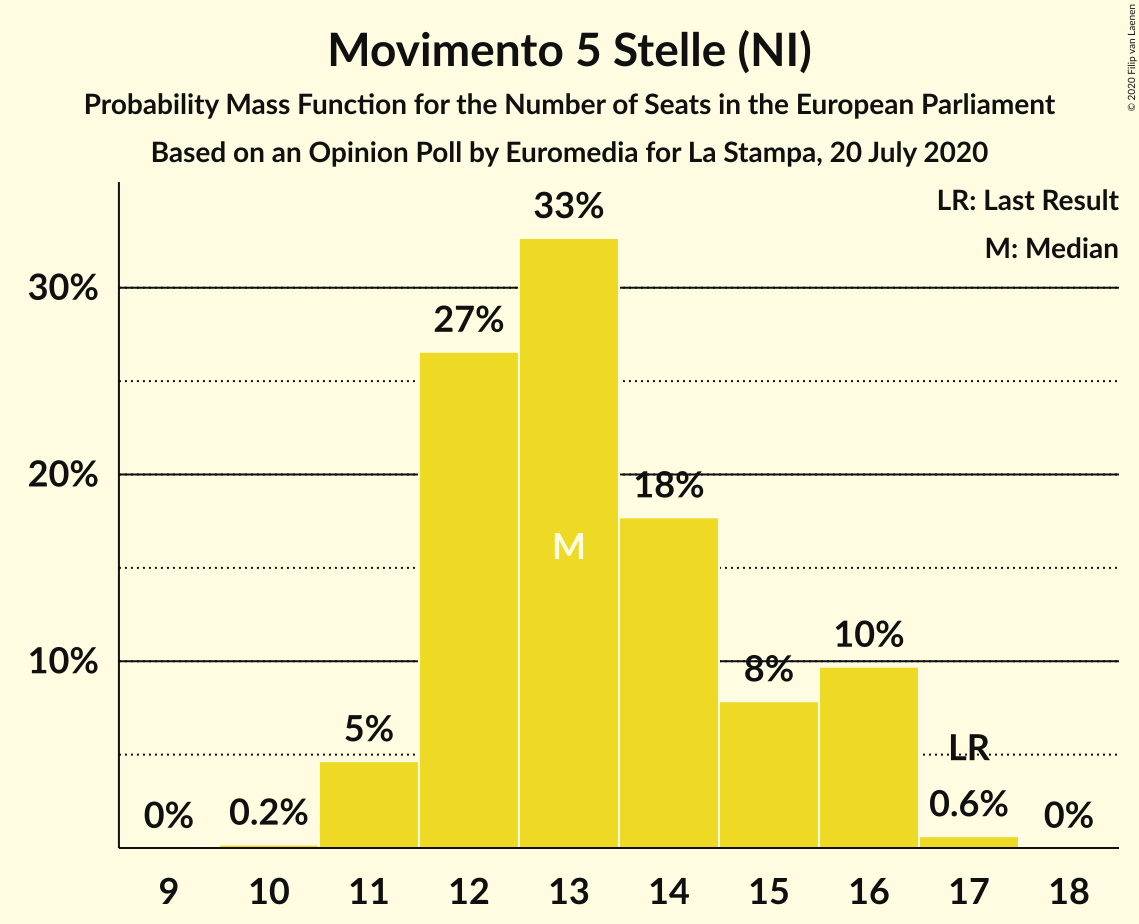 Movimento 5 Stelle (NI)
Probability Mass Function for the Number of Seats in the European Parliament
Based on an Opinion Poll by Euromedia for La Stampa, 20 July 2020
© 2020 Filip van Laenen
LR: Last Result
M: Median
30%
20%
10%
0%
0.2%
5%
27%
33%
M
18%
8%
10%
LR
0.6%
0%
9 10 11 12 13 14 15 16 17 18